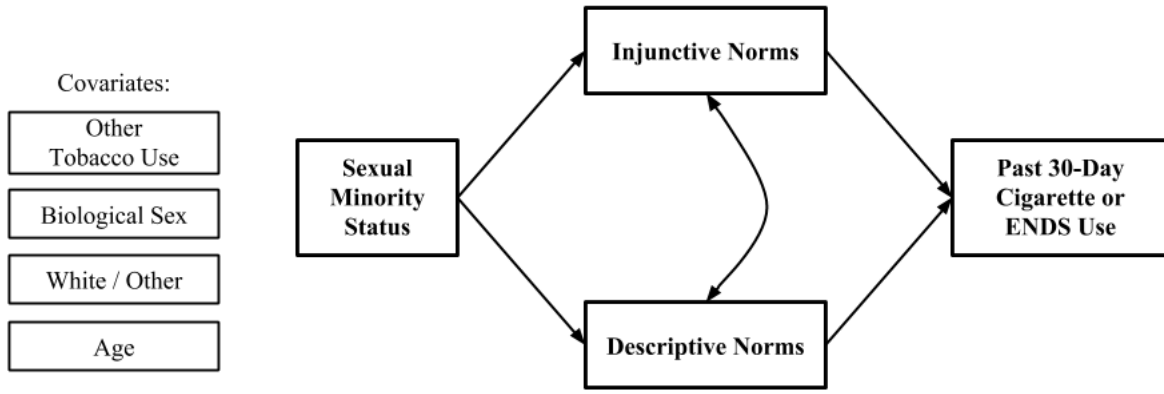 Covariates:
Other
Tobacco Use
Biological Sex
White / Other
Age
Sexual
Minority
Status
Injunctive Norms
Descriptive Norms
Past 30-Day
Cigarette or
ENDS Use